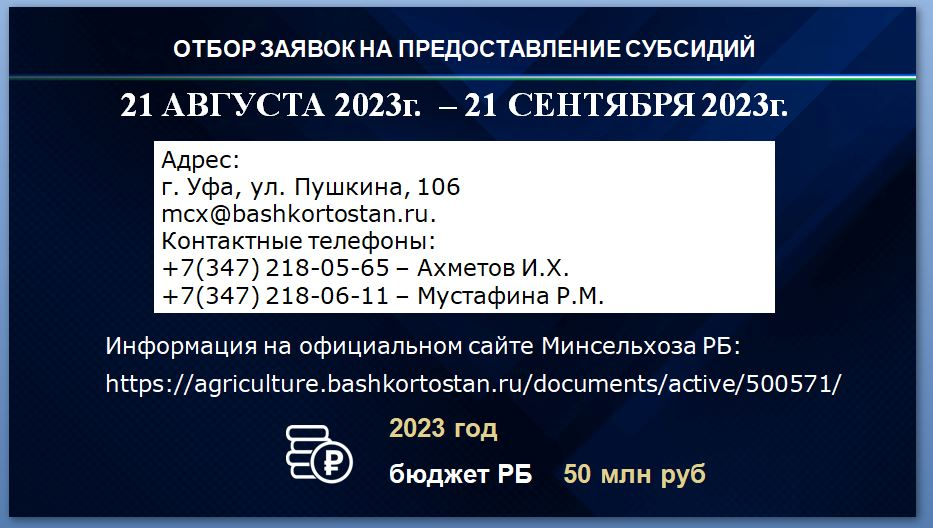 ОТБОР ЗАЯВОК НА ПРЕДОСТАВЛЕНИЕ СУБСИДИЙ
21 АВГУСТА 2023г. – 21 СЕНТЯБРЯ 2023г.
Адрес:
г. Уфа, ул. Пушкина, 106
mcx@bashkortostan.ru.
Контактные телефоны:
+7(347) 218-05-65 – Ахметов И.Х.
+7(347) 218-06-11 – Мустафина Р.М.
Информация на официальном сайте Минсельхоза РБ:
https://agriculture.bashkortostan.ru/documents/active/500571/
2023 год
бюджет РБ 50 млн руб